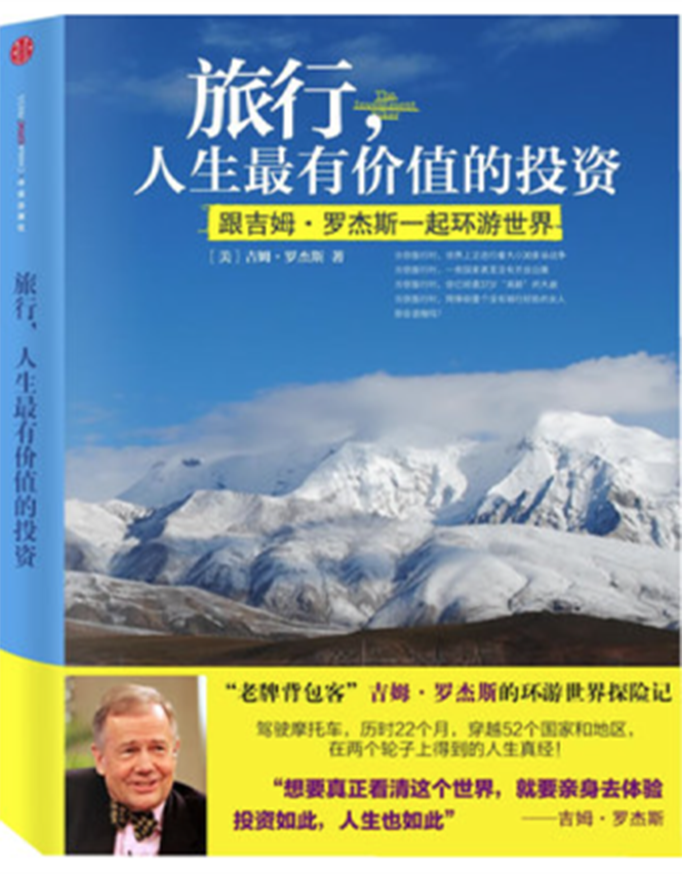 旅行，
The
Investment
Biker
人生最有价值的投资
跟吉姆·罗杰斯一起环游世界
［美］吉姆·罗杰斯 著
旅行，人生最有价值的投资
“老牌背包客”吉姆·罗杰斯的环游世界探险记
驾驶摩托车，历时22个月，穿越52个国家和地区，
在两个轮子上得到的人生真经！
“想要真正看清这个世界，就要亲身去体验
投资如此，人生也如此”
——吉姆·罗杰斯